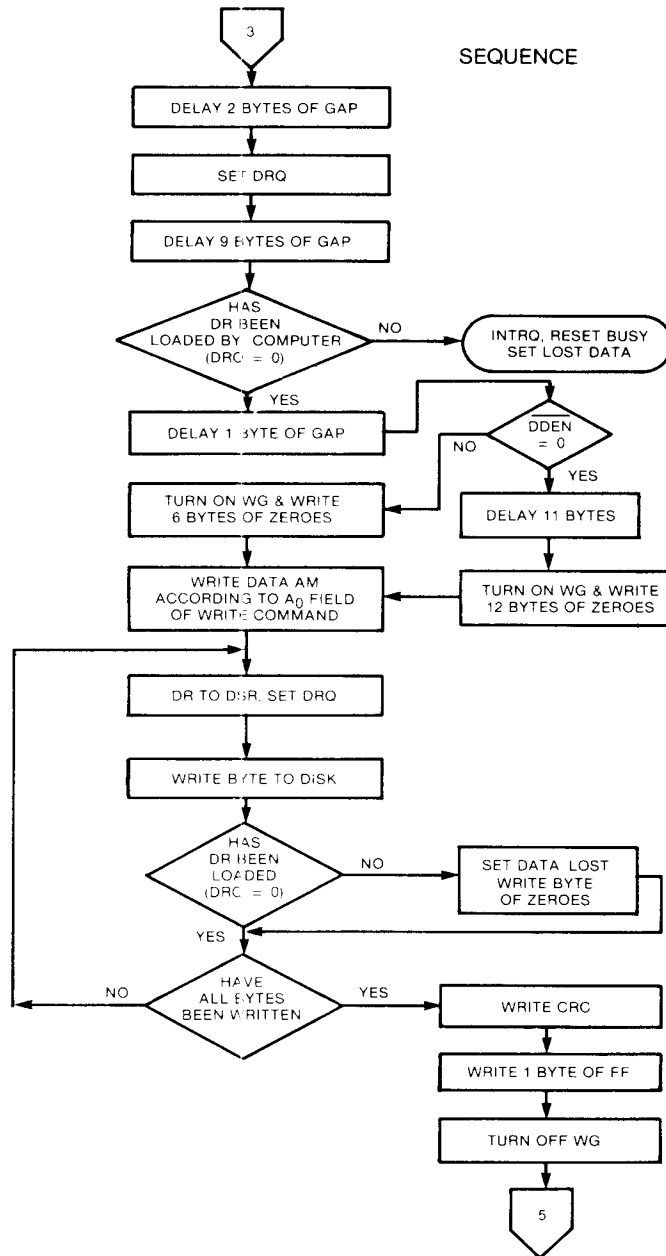 3
SEQUENCE
DELAY 2 BYTES OF GAP
SET DRQ
DELAY 9 BYTES OF GAP
HAS
DR BEEN
LOADED BY COMPUTER
(DRQ = 0)
NO
INTRQ, RESET BUSY
SET LOST DATA
YES
DELAY 1 BYTE OF GAP
DDEN
= 0
NO
YES
TURN ON WG & WRITE
6 BYTES OF ZEROES
DELAY 11 BYTES
WRITE DATA AM
ACCORDING TO A0 FIELD
OF WRITE COMMAND
TURN ON WG & WRITE
12 BYTES OF ZEROES
DR TO DSR, SET DRQ
WRITE BYTE TO DISK
HAS
DR BEEN
LOADED
(DRQ = 0)
NO
SET DATA LOST
WRITE BYTE
OF ZEROES
YES
HAVE
ALL BYTES
BEEN WRITTEN
NO
YES
WRITE CRC
WRITE 1 BYTE OF FF
TURN OFF WG
5